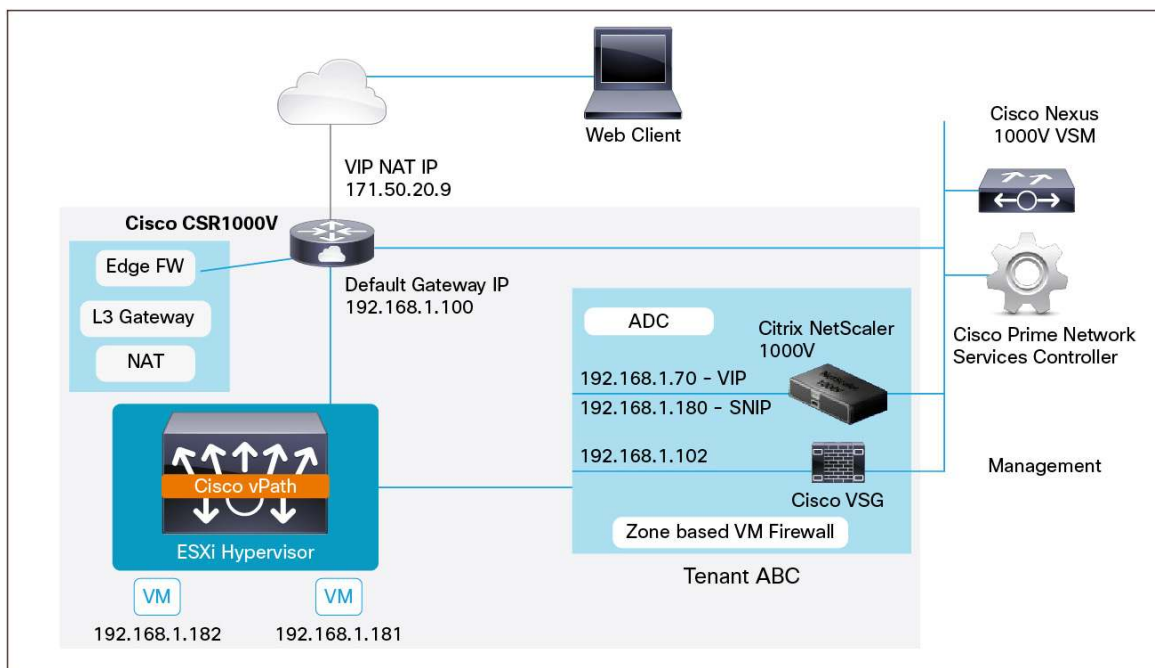 Web Client
Cisco Nexus
1000V VSM
VIP NAT IP
171.50.20.9
Cisco CSR1000V
Edge FW
L3 Gateway
NAT
Default Gateway IP
192.168.1.100
ADC
Citrix NetScaler
1000V
192.168.1.70 - VIP
192.168.1.180 - SNIP
NetScaler
1000V
Cisco Prime Network
Services Controller
192.168.1.102
Cisco VSG
Management
Zone based VM Firewall
Tenant ABC
Cisco vPath
ESXi Hypervisor
VM
192.168.1.182
VM
192.168.1.181